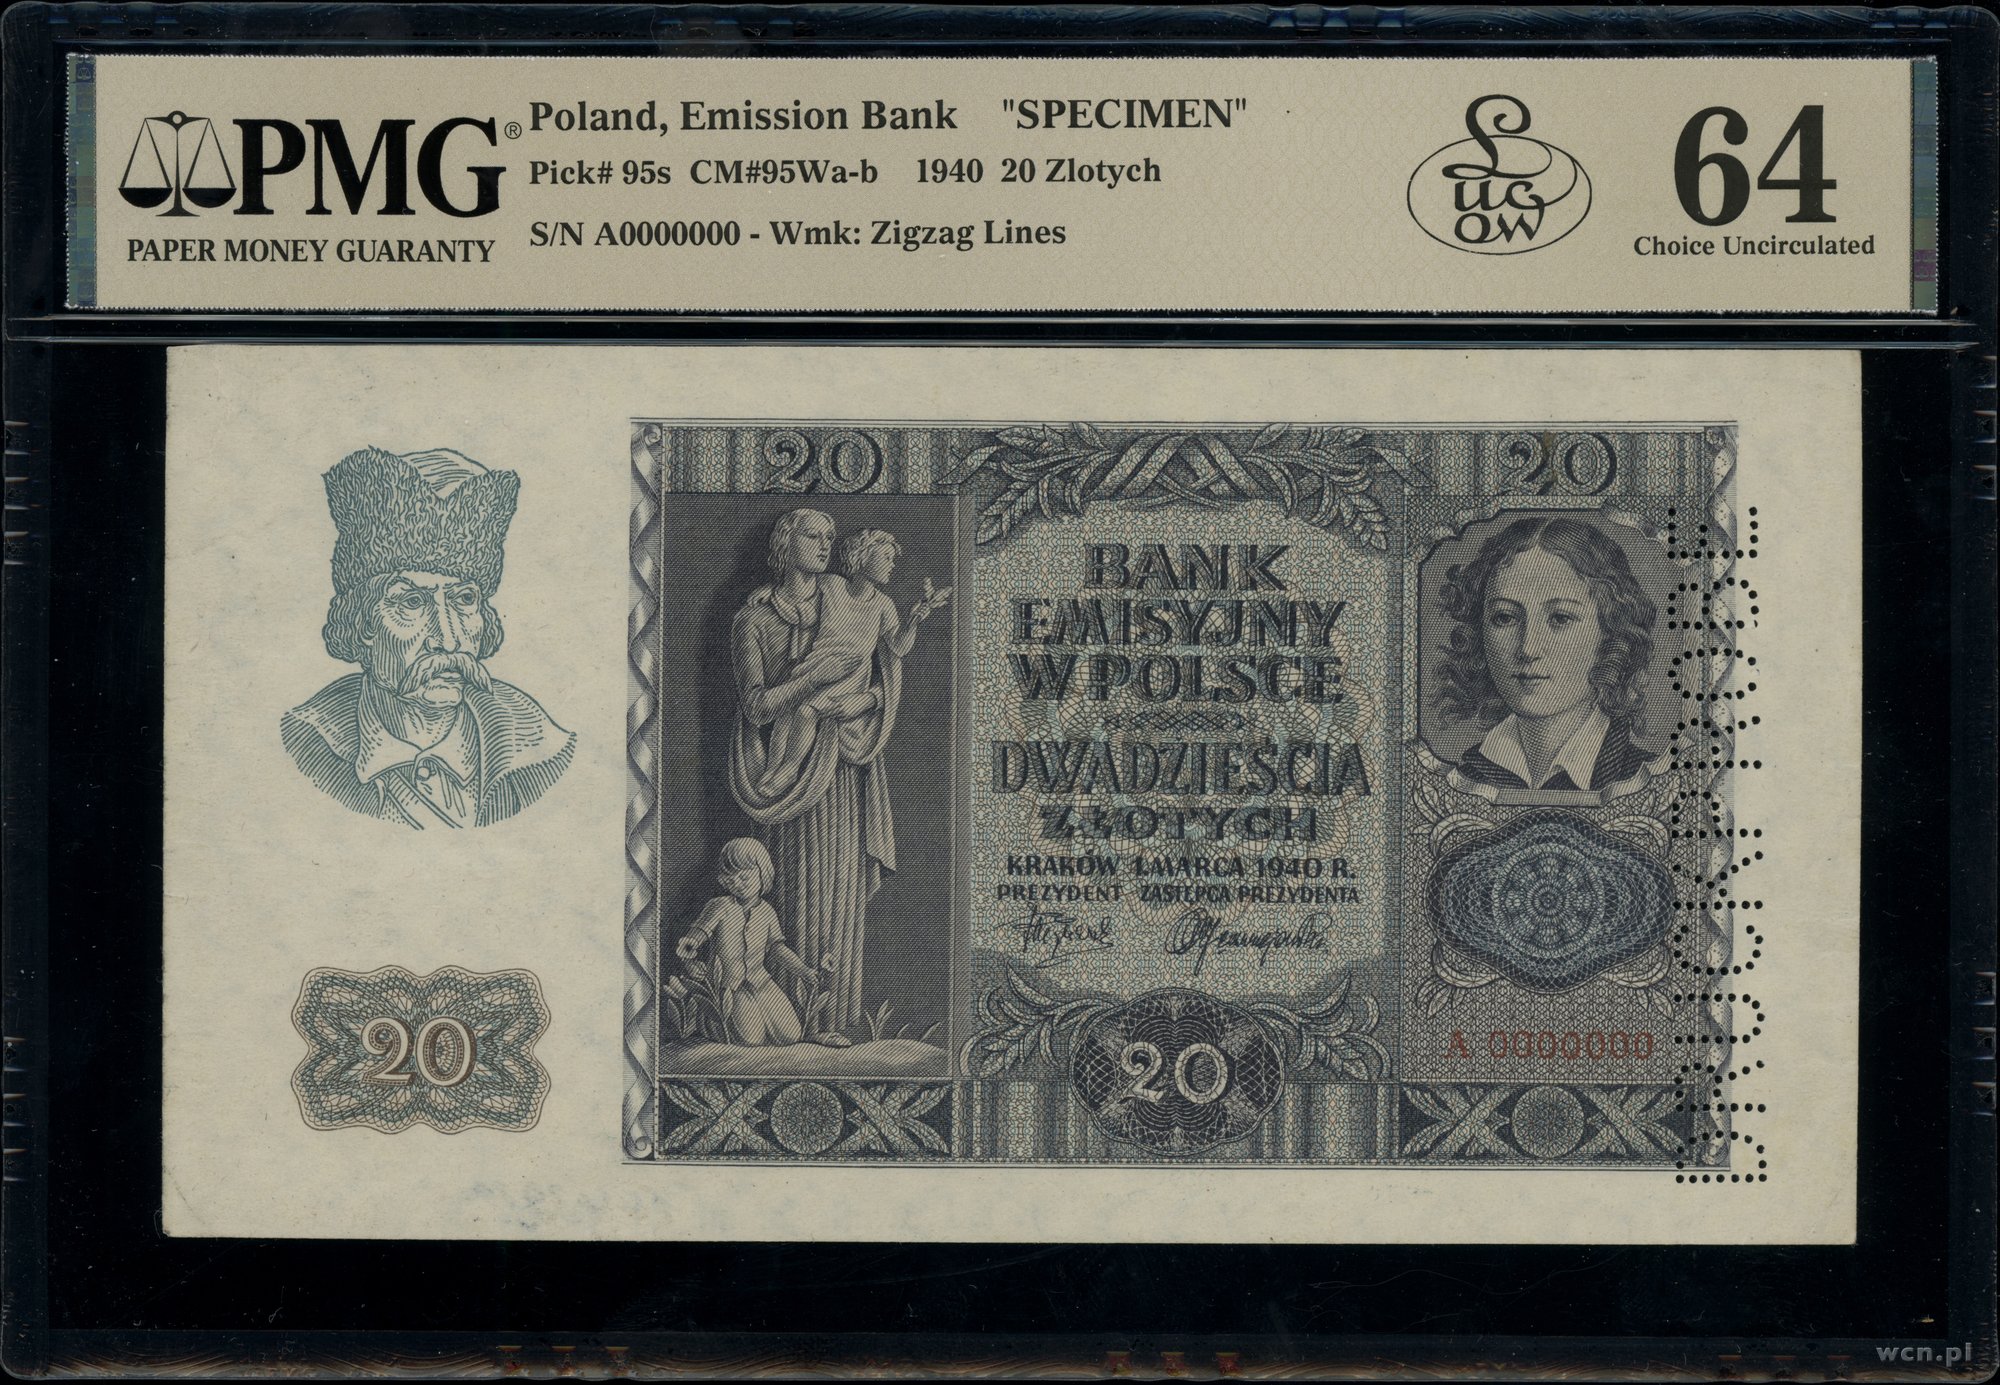 PMG®
PAPER MONEY GUARANTY
Poland, Emission Bank "SPECIMEN"
Pick# 95s CM#95Wa-b 1940 20 Zlotych
S/N A0000000 - Wmk: Zigzag Lines
Lucow
64
Choice Uncirculated
20
20
BANK
EMISYJNY
W POLSCE
DWADZIEŚCIA
ZŁOTYCH
KRAKÓW 1. MARCA 1940 R.
PREZYDENT ZASTĘPCA PREZYDENTA
A 0000000
20
20
DRUCKPROBE
wcn.pl